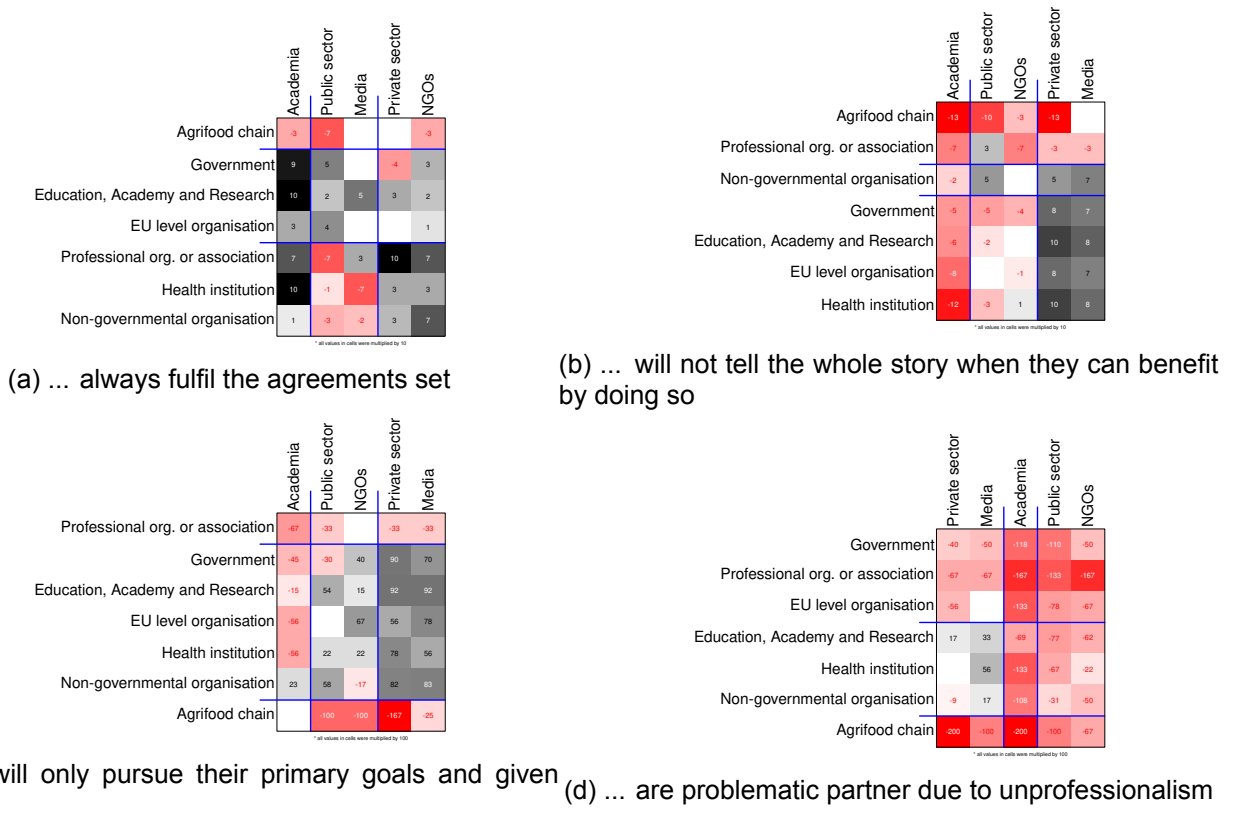 Academia
Public sector
Media
Private sector
NGOs
Agrifood chain -3 -7 -3
Government 9 5 -4 3
Education, Academy and Research 10 2 5 3 2
EU level organisation 3 4 1
Professional org. or association 7 -7 3 10 7
Health institution 10 -1 -7 3 3
Non-governmental organisation 1 -3 -2 3 7
* all values in cells were multiplied by 10
(a) ... always fulfil the agreements set
Academia
Public sector
NGOs
Private sector
Media
Agrifood chain -13 -10 -3 -13
Professional org. or association -7 3 -7 -3 -3
Non-governmental organisation -2 5 5 7
Government -5 -5 -4 8 7
Education, Academy and Research -6 -2 10 8
EU level organisation -8 -1 8 7
Health institution -12 -3 1 10 8
* all values in cells were multiplied by 10
(b) ... will not tell the whole story when they can benefit
by doing so
Academia
Public sector
NGOs
Private sector
Media
Professional org. or association -67 -33 -33 -33
Government -45 -30 40 90 70
Education, Academy and Research -15 54 15 92 92
EU level organisation -56 67 56 78
Health institution -56 22 22 78 56
Non-governmental organisation 23 58 -17 82 83
Agrifood chain -100 -100 -167 -25
* all values in cells were multiplied by 100
will only pursue their primary goals and given
Private sector
Media
Academia
Public sector
NGOs
Government -40 -50 -118 -110 -50
Professional org. or association -67 -67 -167 -133 -167
EU level organisation -56 -133 -78 -67
Education, Academy and Research 17 33 -69 -77 -62
Health institution 56 -133 -67 -22
Non-governmental organisation -9 17 -108 -31 -50
Agrifood chain -200 -100 -200 -100 -67
* all values in cells were multiplied by 100
(d) ... are problematic partner due to unprofessionalism